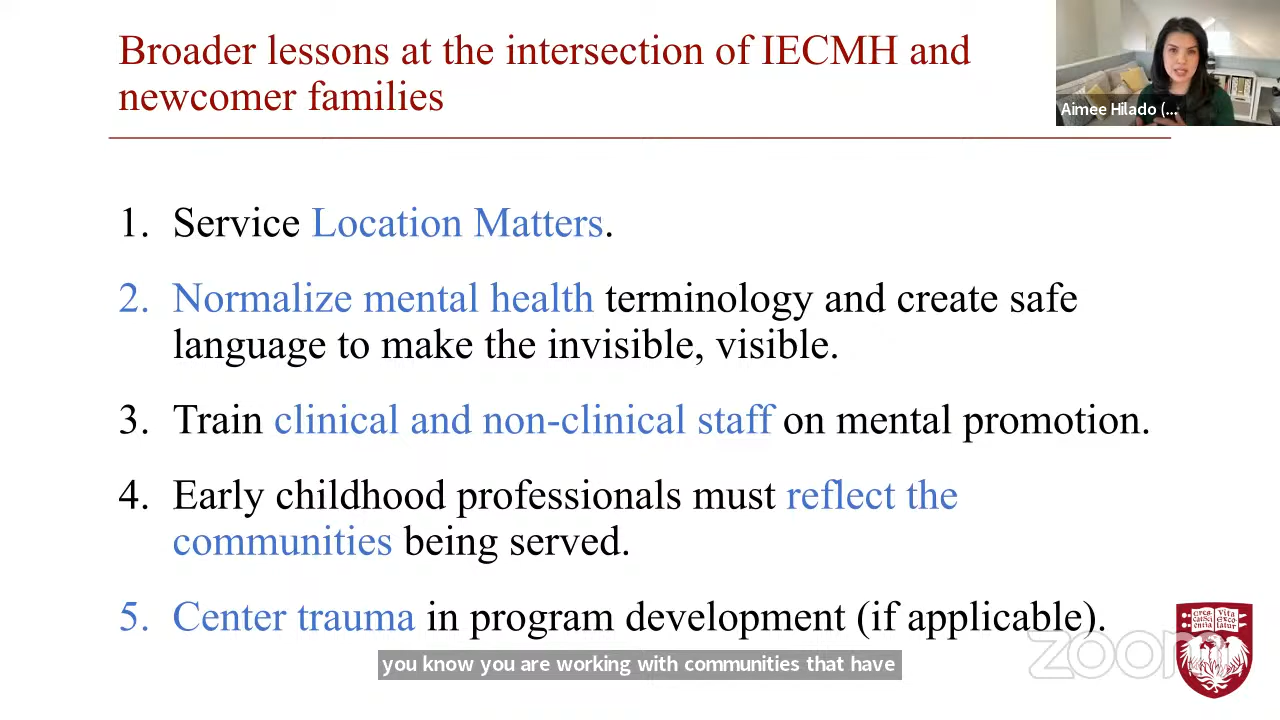 Broader lessons at the intersection of IECMH and
newcomer families
Aimee Hilado (...
1. Service Location Matters.
2. Normalize mental health terminology and create safe
language to make the invisible, visible.
3. Train clinical and non-clinical staff on mental promotion.
4. Early childhood professionals must reflect the
communities being served.
5. Center trauma in program development (if applicable).
you know you are working with communities that have
zoom